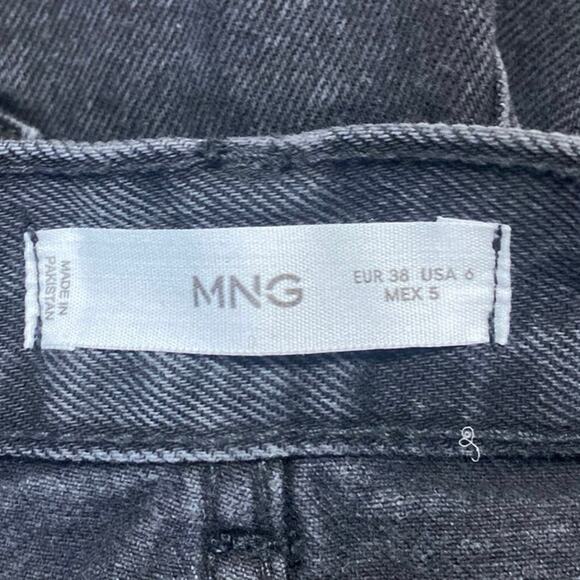 MADE IN
PAKISTAN
MNG
EUR 38 USA 6
MEX 5